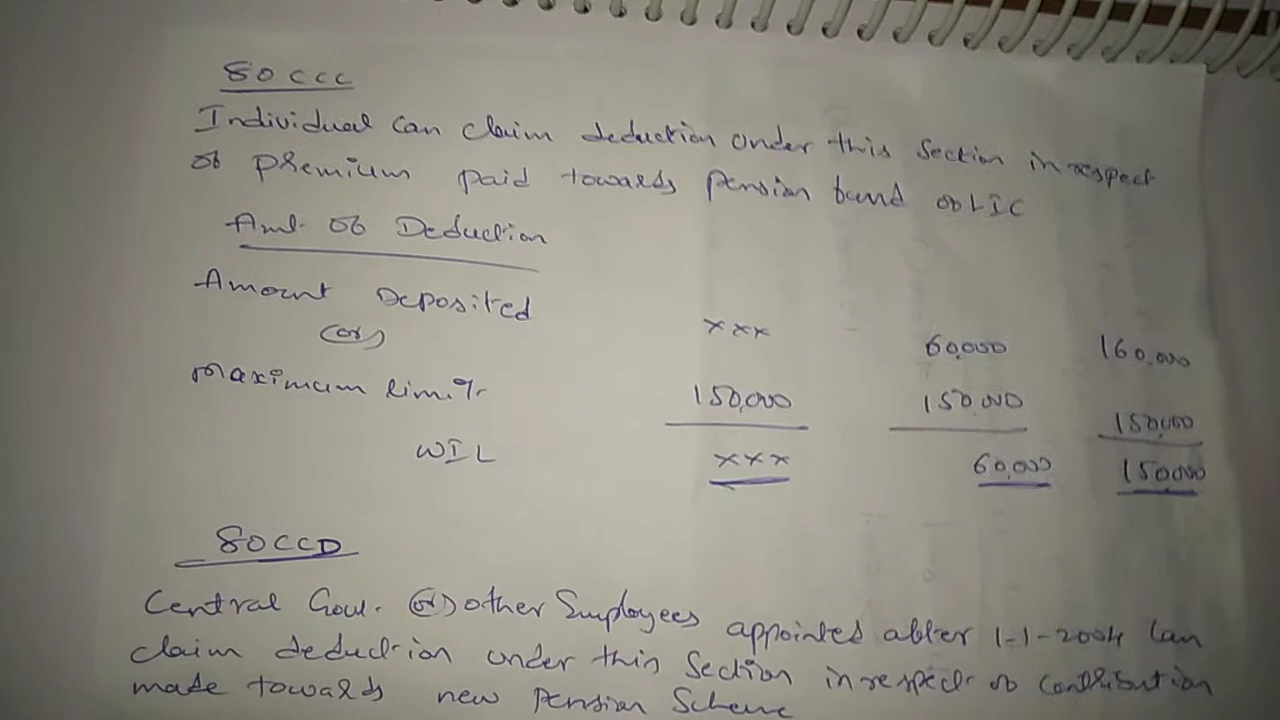 80 CCC
Individual Can claim deduction under this Section in respect
of Premium paid towards Pension fund of LIC
Amt. of Deduction
Amount Deposited xxx 60,000 160,000
(or)
Maximum limit 150,000 150,000 150,000
WIL xxx 60,000 150000
80CCD
Central Govt. (or) other Employees appointed after 1-1-2004 Can
claim deduction under this Section in respect of contribution
made towards new Pension Scheme